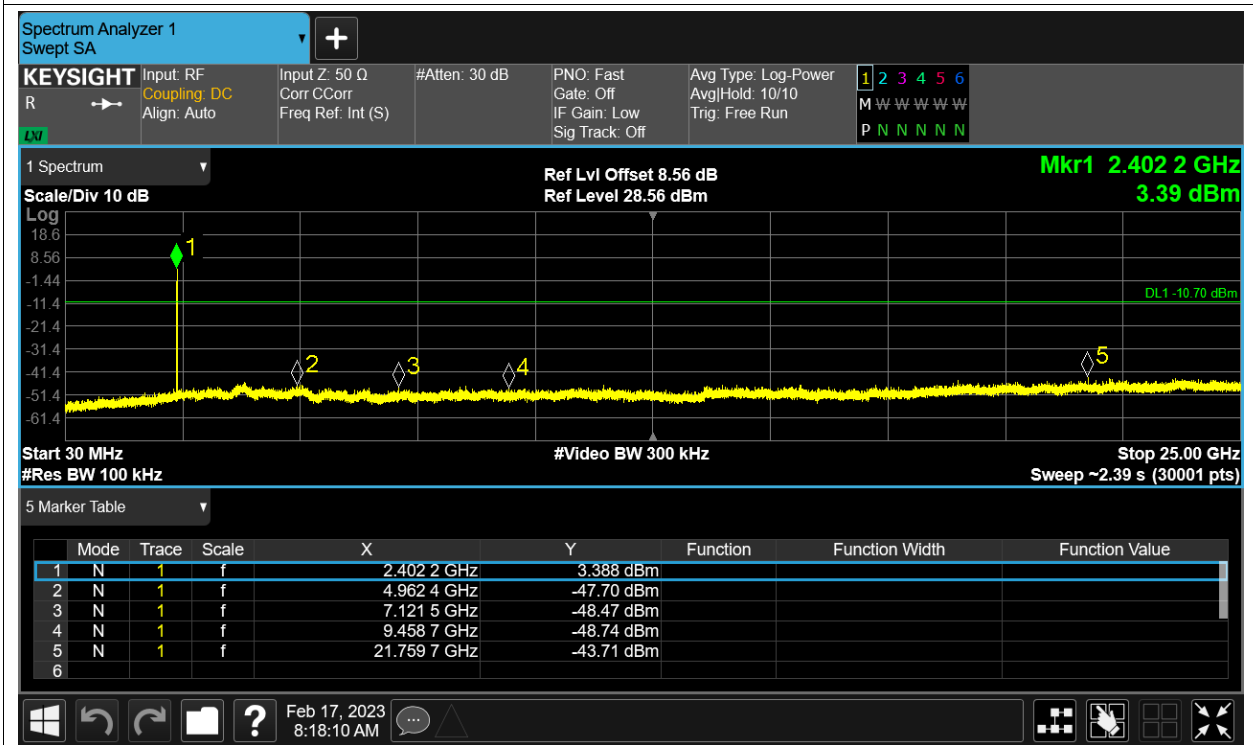 Spectrum Analyzer 1
Swept SA
+
KEYSIGHT Input: RF Input Z: 50 Ω #Atten: 30 dB PNO: Fast Avg Type: Log-Power 1 2 3 4 5 6
R Coupling: DC Corr CCorr Gate: Off Avg|Hold: 10/10 M W W W W W W
Align: Auto Freq Ref: Int (S) IF Gain: Low Trig: Free Run
LXI Sig Track: Off P N N N N N N
1 Spectrum Ref Lvl Offset 8.56 dB Mkr1 2.402 2 GHz
Scale/Div 10 dB Ref Level 28.56 dBm 3.39 dBm
Log
18.6
1
8.56
-1.44
DL1 -10.70 dBm
-11.4
-21.4
-31.4
2 3 4 5
-41.4
-51.4
-61.4
Start 30 MHz #Video BW 300 kHz Stop 25.00 GHz
#Res BW 100 kHz Sweep ~2.39 s (30001 pts)
5 Marker Table
Mode Trace Scale X Y Function Function Width Function Value
1 N 1 f 2.402 2 GHz 3.388 dBm
2 N 1 f 4.962 4 GHz -47.70 dBm
3 N 1 f 7.121 5 GHz -48.47 dBm
4 N 1 f 9.458 7 GHz -48.74 dBm
5 N 1 f 21.759 7 GHz -43.71 dBm
6
? Feb 17, 2023
8:18:10 AM